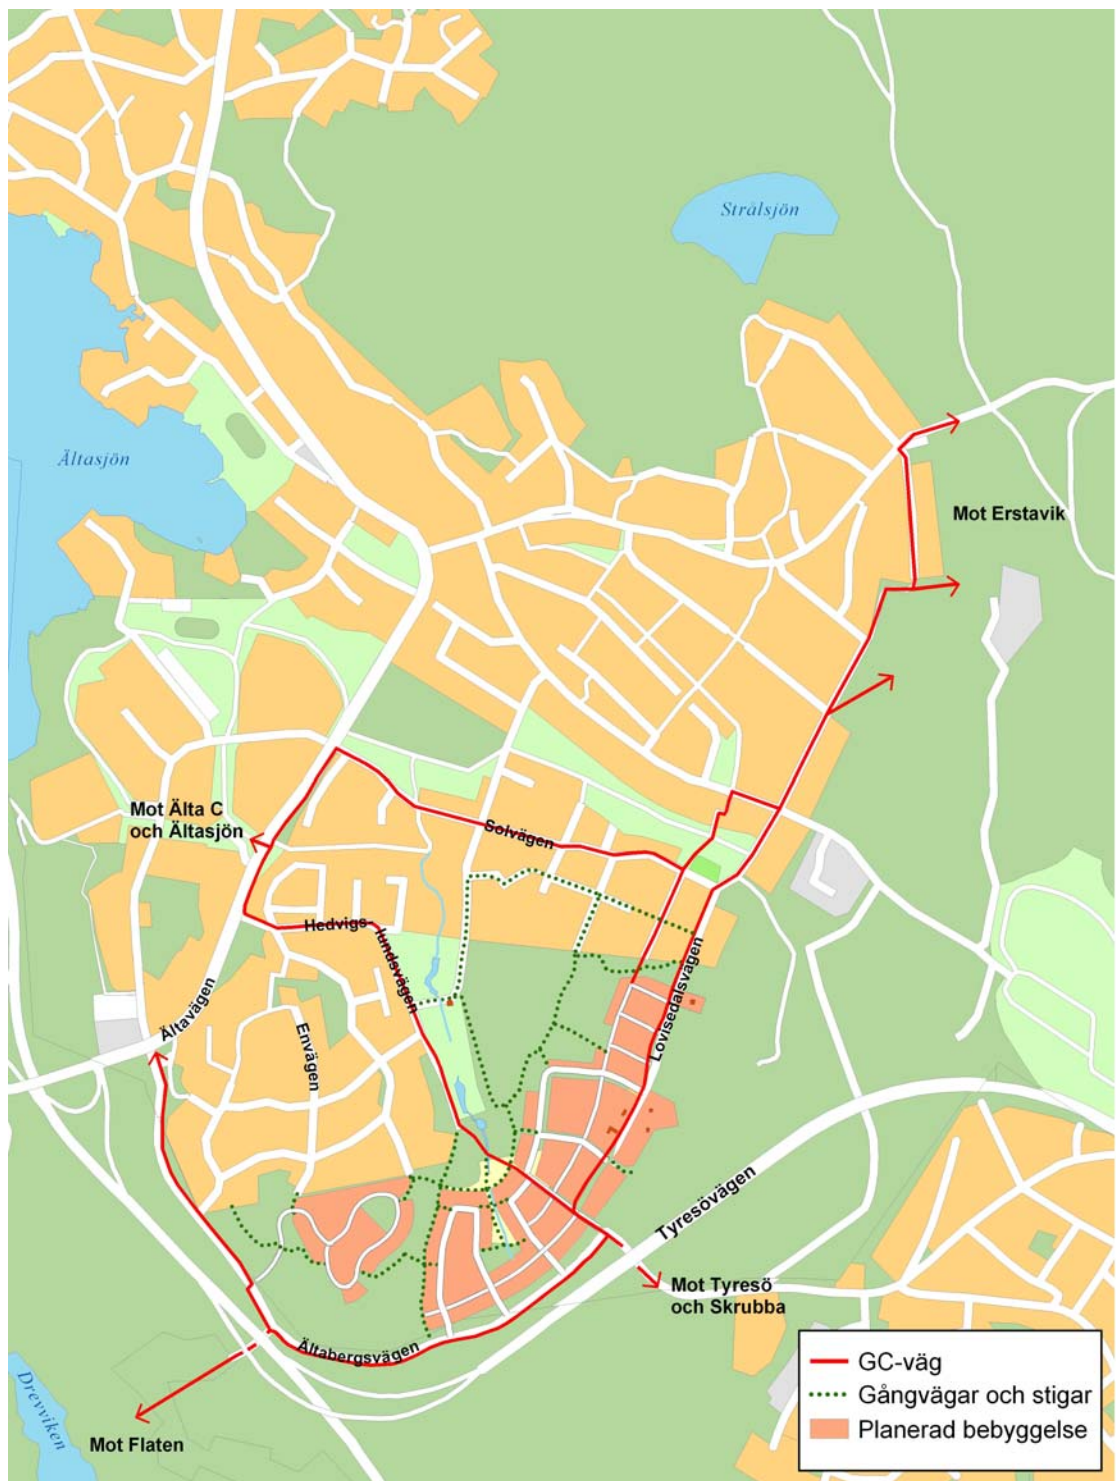 Strålsjön
Ältasjön
Mot Erstavik
Mot Älta C
och Ältasjön
Solvägen
Hedvigs-
lundsvägen
Lovisedalsvägen
Ältavägen
Envägen
Tyresövägen
Mot Tyresö
och Skrubba
Ältabergsvägen
Drevviken
Mot Flaten
GC-väg
Gångvägar och stigar
Planerad bebyggelse